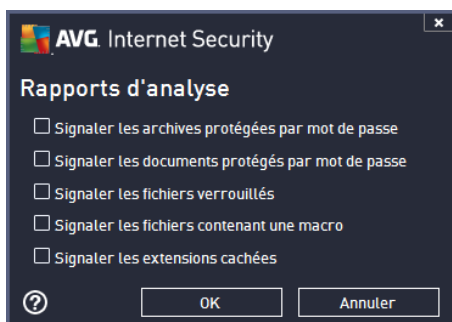 AVG. Internet Security
x
Rapports d'analyse
Signaler les archives protégées par mot de passe
Signaler les documents protégés par mot de passe
Signaler les fichiers verrouillés
Signaler les fichiers contenant une macro
Signaler les extensions cachées
?
OK
Annuler